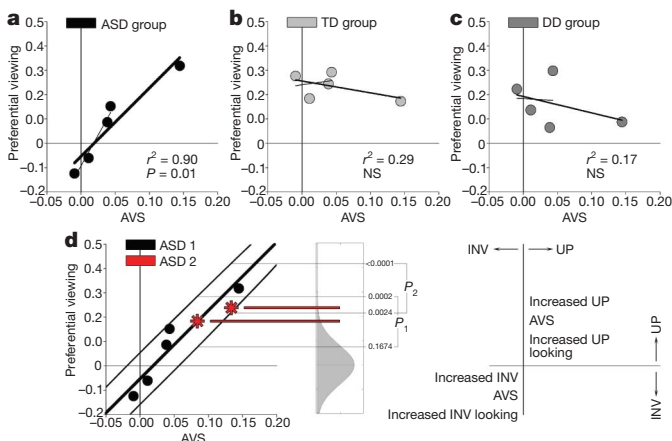 a
ASD group
Preferential viewing
0.5
0.4
0.3
0.2
0.1
0
−0.1
−0.2
r² = 0.90
P = 0.01
−0.05 0.00 0.05 0.10 0.15 0.20
AVS
b
TD group
Preferential viewing
0.5
0.4
0.3
0.2
0.1
0
−0.1
0.2
r² = 0.29
NS
−0.05 0.00 0.05 0.10 0.15 0.20
AVS
c
DD group
Preferential viewing
0.5
0.4
0.3
0.2
0.1
0
−0.1
0.2
r² = 0.17
NS
−0.05 0.00 0.05 0.10 0.15 0.20
AVS
d
ASD 1
ASD 2
Preferential viewing
0.5
0.4
0.3
0.2
0.1
0
−0.1
−0.2
−0.05 0.00 0.05 0.10 0.15 0.20
AVS
<0.0001
0.0002
0.0024
0.1674
P₂
P₁
INV UP
Increased UP
AVS
Increased UP
looking
UP
Increased INV
AVS
Increased INV looking
INV